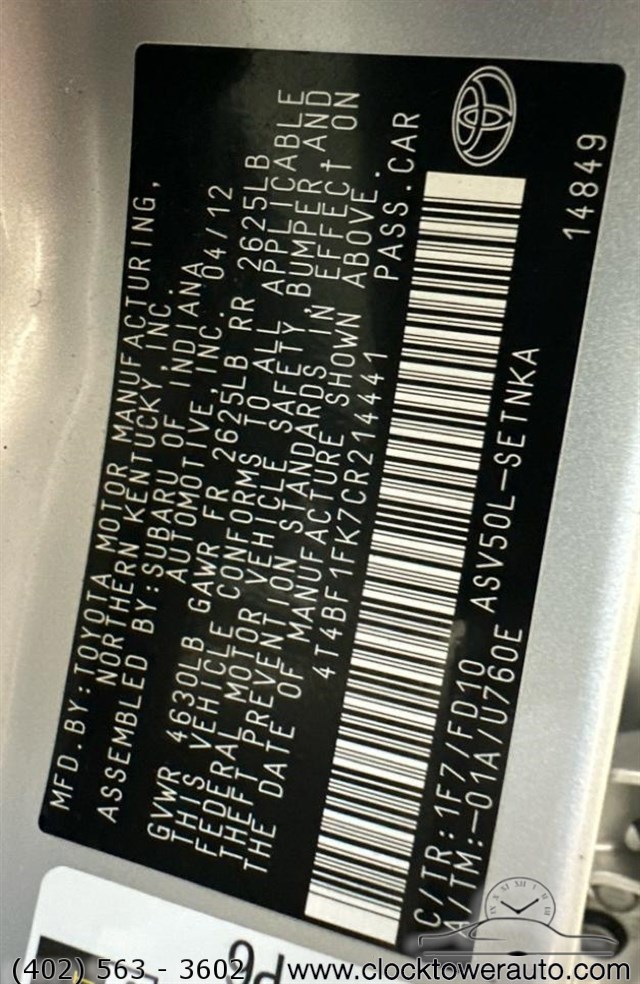 MFD.BY:TOYOTA MOTOR MANUFACTURING,
NORTHERN KENTUCKY,INC.
ASSEMBLED BY:SUBARU OF INDIANA
AUTOMOTIVE,INC. 04/12
GVWR 4630LB GAWR FR 2625LB RR 2625LB
THIS VEHICLE CONFORMS TO ALL APPLICABLE
FEDERAL MOTOR VEHICLE SAFETY,BUMPER,AND
THEFT PREVENTION STANDARDS IN EFFECT ON
THE DATE OF MANUFACTURE SHOWN ABOVE.
4T4BF1FK7CR214441 PASS.CAR
C/TR:1F7/FD10 ASV50L-SETNKA
A/TM:-01A/U760E
14849
(402) 563 - 3602
www.clocktowerauto.com